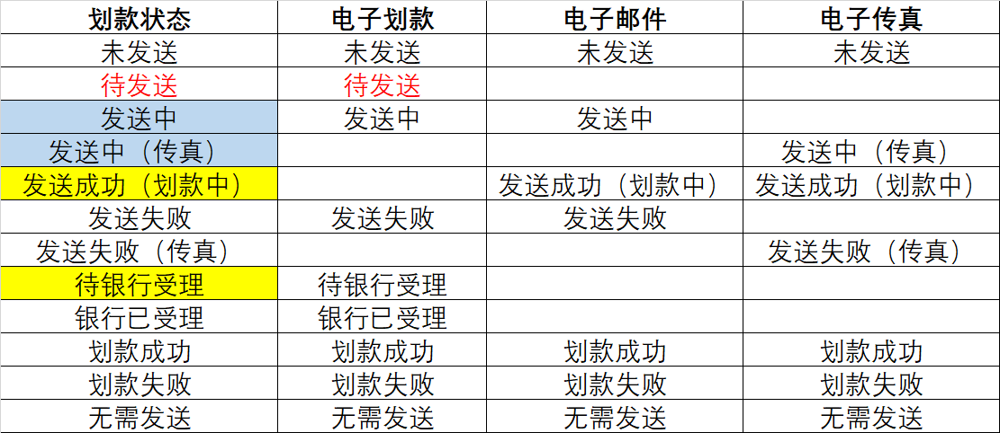 划款状态 电子划款 电子邮件 电子传真
未发送 未发送 未发送 未发送
待发送 待发送
发送中 发送中 发送中
发送中（传真） 发送中（传真）
发送成功（划款中） 发送成功（划款中） 发送成功（划款中）
发送失败 发送失败 发送失败
发送失败（传真） 发送失败（传真）
待银行受理 待银行受理
银行已受理 银行已受理
划款成功 划款成功 划款成功 划款成功
划款失败 划款失败 划款失败 划款失败
无需发送 无需发送 无需发送 无需发送